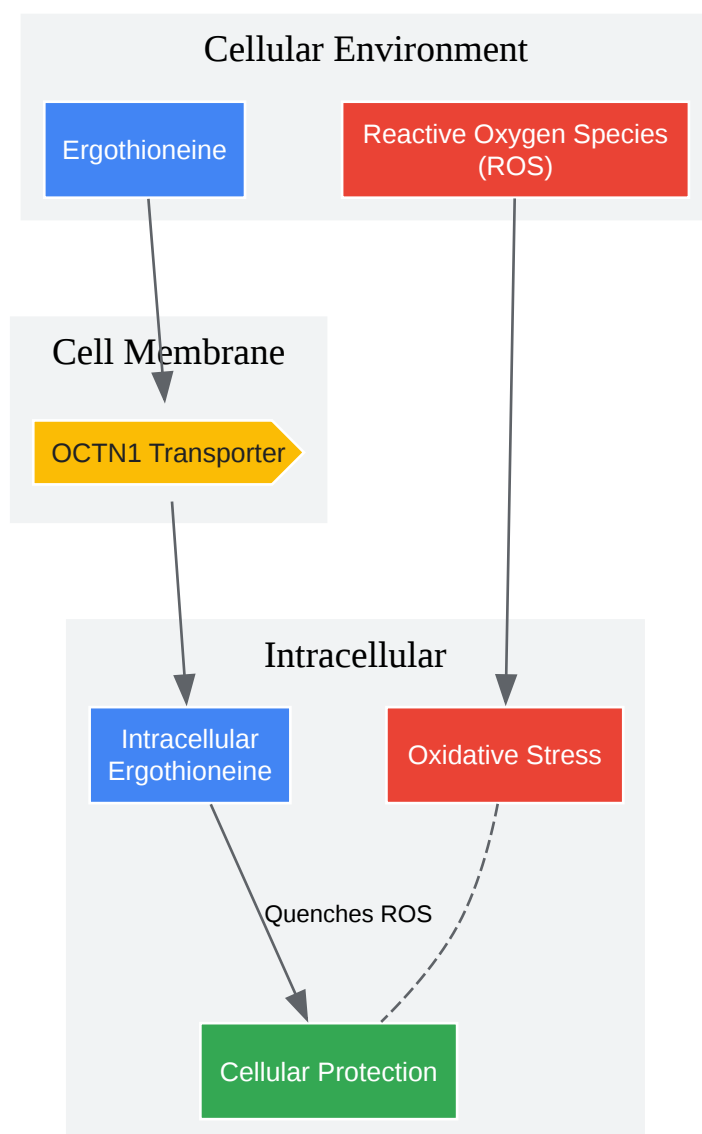 Cellular Environment
Ergothioneine
Reactive Oxygen Species
(ROS)
Cell Membrane
OCTN1 Transporter
Intracellular
Intracellular
Ergothioneine
Oxidative Stress
Quenches ROS
Cellular Protection